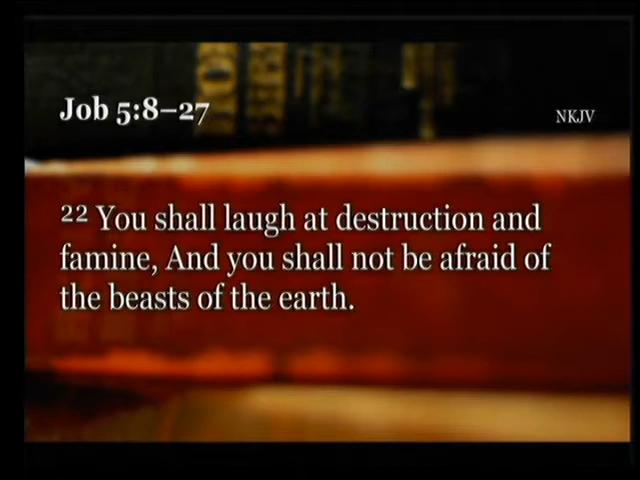 Job 5:8–27
NKJV
22 You shall laugh at destruction and
famine, And you shall not be afraid of
the beasts of the earth.